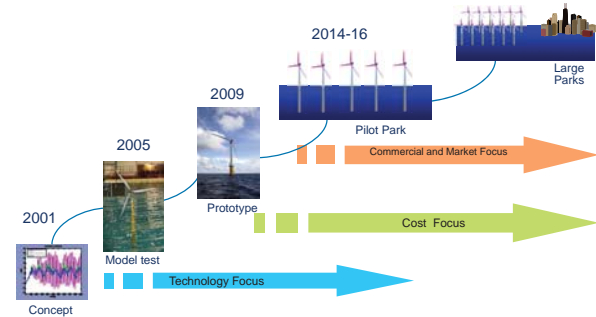 2001
Concept
2005
Model test
2009
Prototype
2014-16
Pilot Park
Large
Parks
Commercial and Market Focus
Cost Focus
Technology Focus